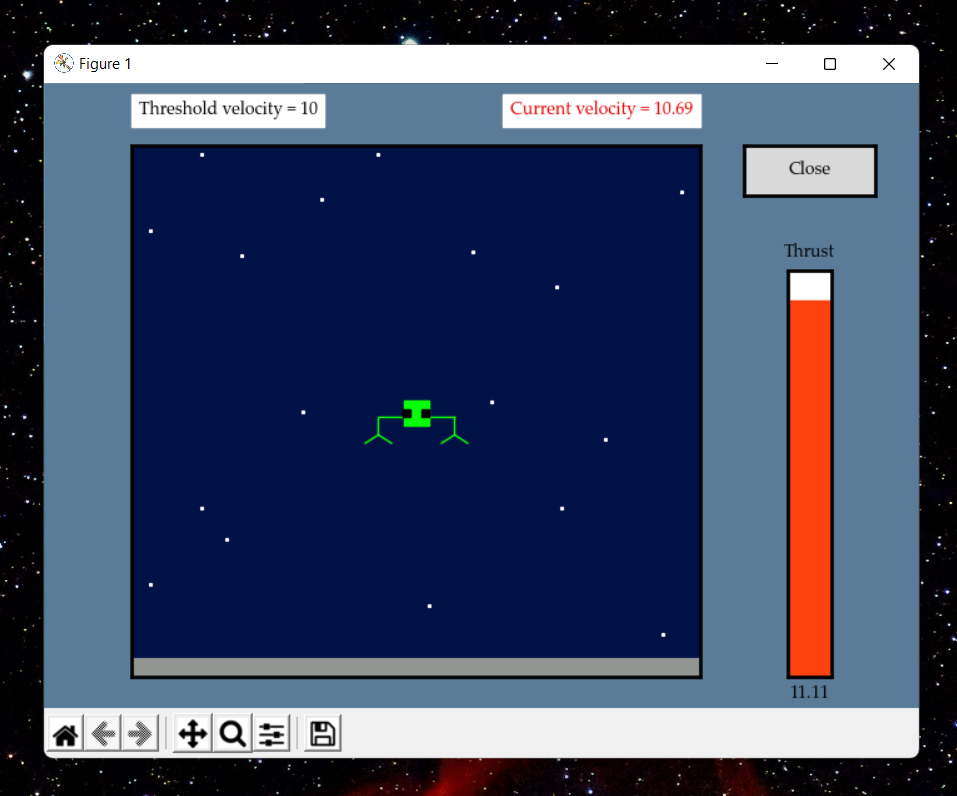 Figure 1
Threshold velocity = 10
Current velocity = 10.69
Close
Thrust
11.11